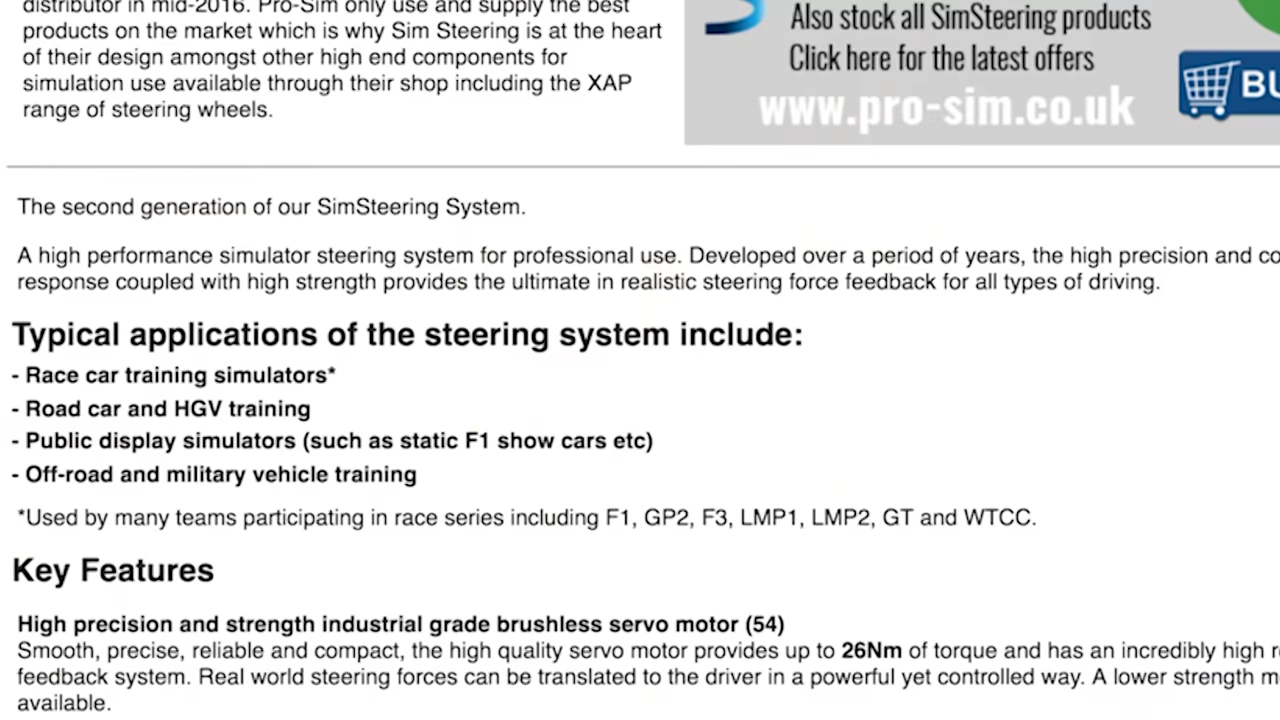 distributor in mid-2016. Pro-Sim only use and supply the best
products on the market which is why Sim Steering is at the heart
of their design amongst other high end components for
simulation use available through their shop including the XAP
range of steering wheels.
Also stock all SimSteering products
Click here for the latest offers
www.pro-sim.co.uk
The second generation of our SimSteering System.
A high performance simulator steering system for professional use. Developed over a period of years, the high precision and
response coupled with high strength provides the ultimate in realistic steering force feedback for all types of driving.
Typical applications of the steering system include:
- Race car training simulators*
- Road car and HGV training
- Public display simulators (such as static F1 show cars etc)
- Off-road and military vehicle training
*Used by many teams participating in race series including F1, GP2, F3, LMP1, LMP2, GT and WTCC.
Key Features
High precision and strength industrial grade brushless servo motor (54)
Smooth, precise, reliable and compact, the high quality servo motor provides up to 26Nm of torque and has an incredibly high
feedback system. Real world steering forces can be translated to the driver in a powerful yet controlled way. A lower strength
available.